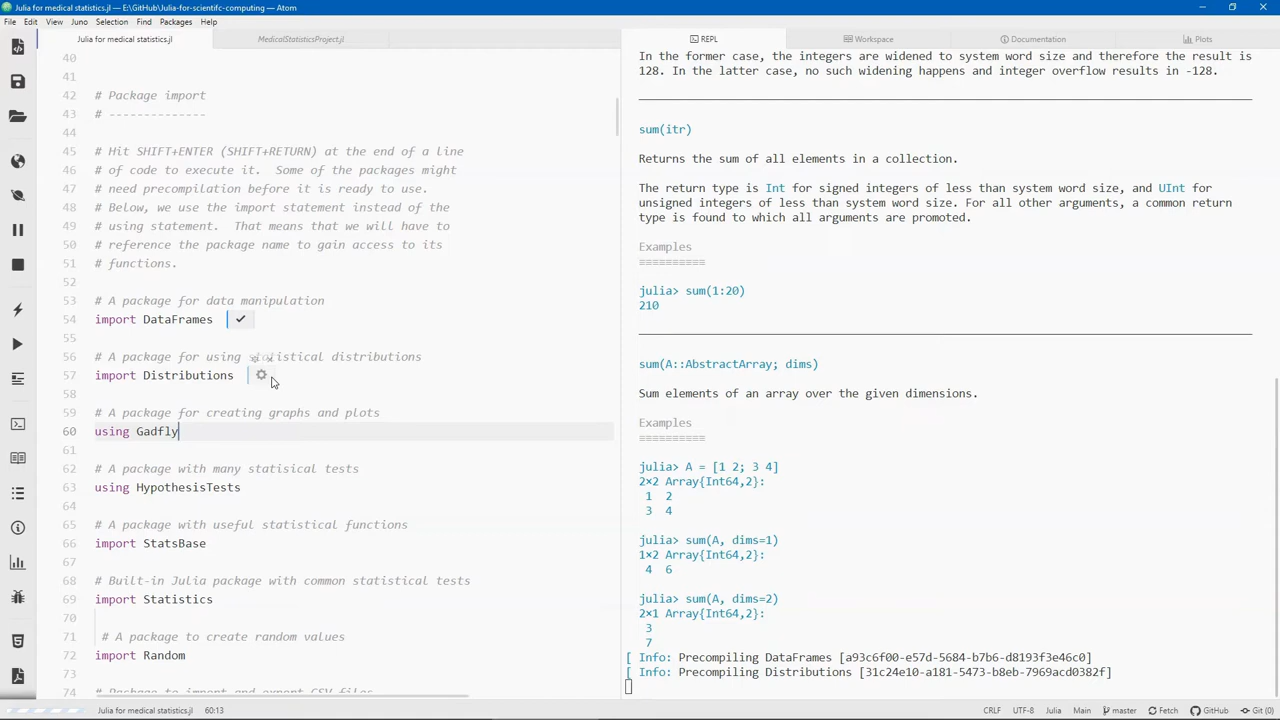 Julia for medical statistics.jl — E:\GitHub\Julia-for-scientifc-computing — Atom
File Edit View Juno Selection Find Packages Help
Julia for medical statistics.jl
MedicalStatisticsProject.jl
REPL
Workspace
Documentation
Plots
40
41
42 # Package import
43 # --------------
44
45 # Hit SHIFT+ENTER (SHIFT+RETURN) at the end of a line
46 # of code to execute it.  Some of the packages might
47 # need precompilation before it is ready to use.
48 # Below, we use the import statement instead of the
49 # using statement.  That means that we will have to
50 # reference the package name to gain access to its
51 # functions.
52
53 # A package for data manipulation
54 import DataFrames
55
56 # A package for using statistical distributions
57 import Distributions
58
59 # A package for creating graphs and plots
60 using Gadfly
61
62 # A package with many statisical tests
63 using HypothesisTests
64
65 # A package with useful statistical functions
66 import StatsBase
67
68 # Built-in Julia package with common statistical tests
69 import Statistics
70
71 # A package to create random values
72 import Random
73
74 # Package to import and export CSV files
In the former case, the integers are widened to system word size and therefore the result is
128. In the latter case, no such widening happens and integer overflow results in -128.
sum(itr)
Returns the sum of all elements in a collection.
The return type is Int for signed integers of less than system word size, and UInt for
unsigned integers of less than system word size. For all other arguments, a common return
type is found to which all arguments are promoted.
Examples
==========
julia> sum(1:20)
210
sum(A::AbstractArray; dims)
Sum elements of an array over the given dimensions.
Examples
==========
julia> A = [1 2; 3 4]
2×2 Array{Int64,2}:
1 2
3 4
julia> sum(A, dims=1)
1×2 Array{Int64,2}:
4 6
julia> sum(A, dims=2)
2×1 Array{Int64,2}:
3
7
[ Info: Precompiling DataFrames [a93c6f00-e57d-5684-b7b6-d8193f3e46c0]
[ Info: Precompiling Distributions [31c24e10-a181-5473-b8eb-7969acd0382f]
Julia for medical statistics.jl 60:13
CRLF UTF-8 Julia Main master Fetch GitHub Git (0)